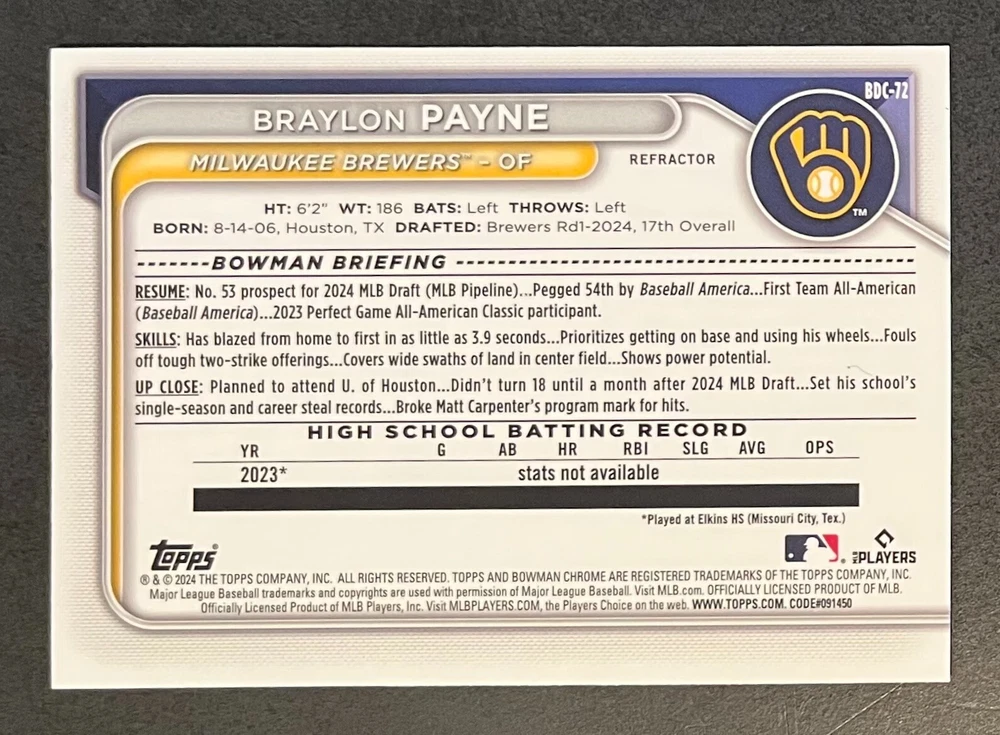 BDC-72
BRAYLON PAYNE
MILWAUKEE BREWERS™ - OF
REFRACTOR
TM
HT: 6'2" WT: 186 BATS: Left THROWS: Left
BORN: 8-14-06, Houston, TX DRAFTED: Brewers Rd1-2024, 17th Overall
-------BOWMAN BRIEFING --------------------------------------------
RESUME: No. 53 prospect for 2024 MLB Draft (MLB Pipeline)...Pegged 54th by Baseball America...First Team All-American
(Baseball America)...2023 Perfect Game All-American Classic participant.
SKILLS: Has blazed from home to first in as little as 3.9 seconds...Prioritizes getting on base and using his wheels...Fouls
off tough two-strike offerings...Covers wide swaths of land in center field...Shows power potential.
UP CLOSE: Planned to attend U. of Houston...Didn't turn 18 until a month after 2024 MLB Draft...Set his school's
single-season and career steal records...Broke Matt Carpenter's program mark for hits.
HIGH SCHOOL BATTING RECORD
YR G AB HR RBI SLG AVG OPS
2023* stats not available
*Played at Elkins HS (Missouri City, Tex.)
Topps®
MLB PLAYERS
® & © 2024 THE TOPPS COMPANY, INC. ALL RIGHTS RESERVED. TOPPS AND BOWMAN CHROME ARE REGISTERED TRADEMARKS OF THE TOPPS COMPANY, INC.
Major League Baseball trademarks and copyrights are used with permission of Major League Baseball. Visit MLB.com. OFFICIALLY LICENSED PRODUCT OF MLB.
Officially Licensed Product of MLB Players, Inc. Visit MLBPLAYERS.COM, the Players Choice on the web. WWW.TOPPS.COM. CODE#091450